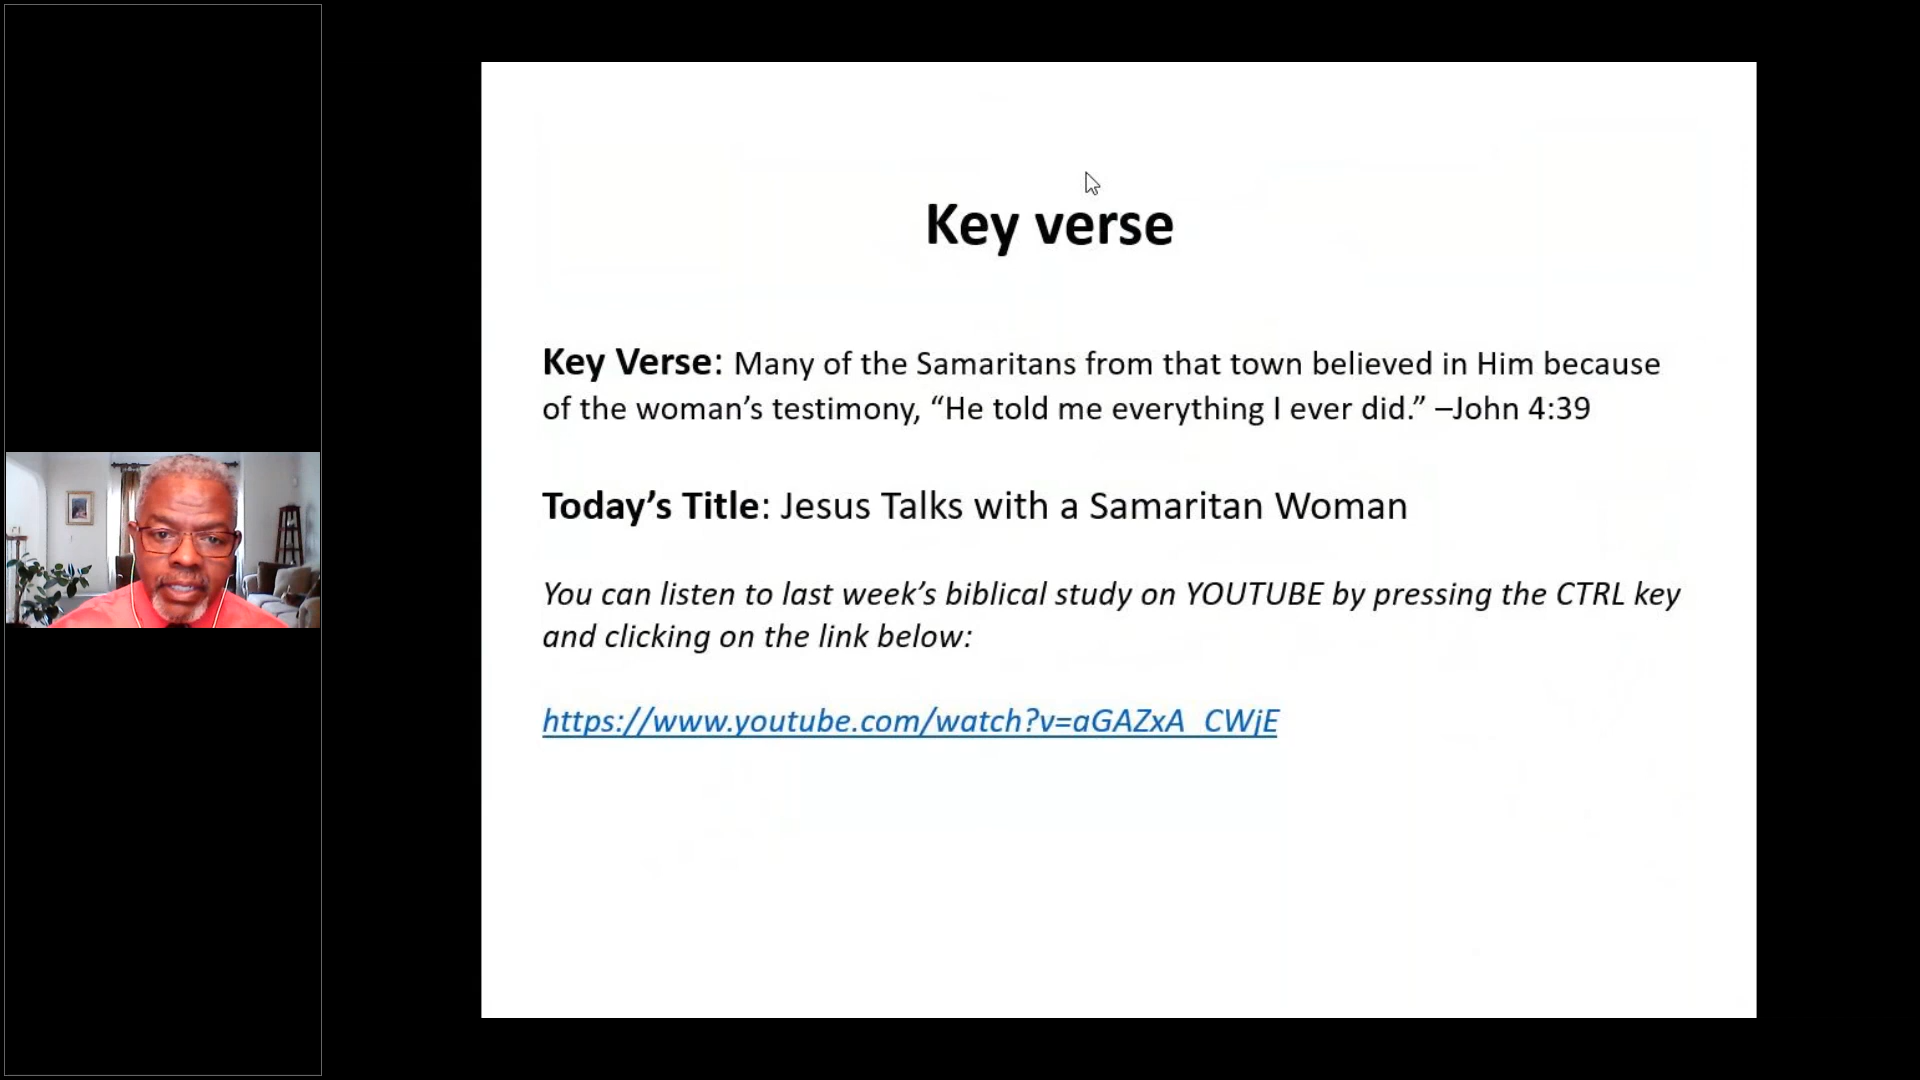 Key verse
Key Verse: Many of the Samaritans from that town believed in Him because
of the woman’s testimony, “He told me everything I ever did.” –John 4:39
Today’s Title: Jesus Talks with a Samaritan Woman
You can listen to last week’s biblical study on YOUTUBE by pressing the CTRL key
and clicking on the link below:
https://www.youtube.com/watch?v=aGAZxA_CWjE